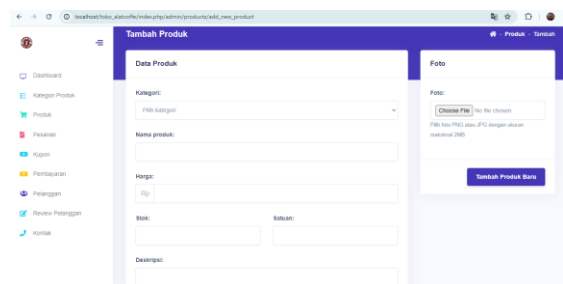 localhost/toko_alatcoffe/index.php/admin/products/add_new_product
Tambah Produk
Produk - Tambah
Dashboard
Kategori Produk
Produk
Pesanan
Kupon
Pembayaran
Pelanggan
Review Pelanggan
Kontak
Data Produk
Kategori:
Pilih kategori
Nama produk:
Harga:
Rp
Stok:
Satuan:
Deskripsi:
Foto
Foto:
Choose File No file chosen
Pilih foto PNG atau JPG dengan ukuran
maksimal 2MB
Tambah Produk Baru